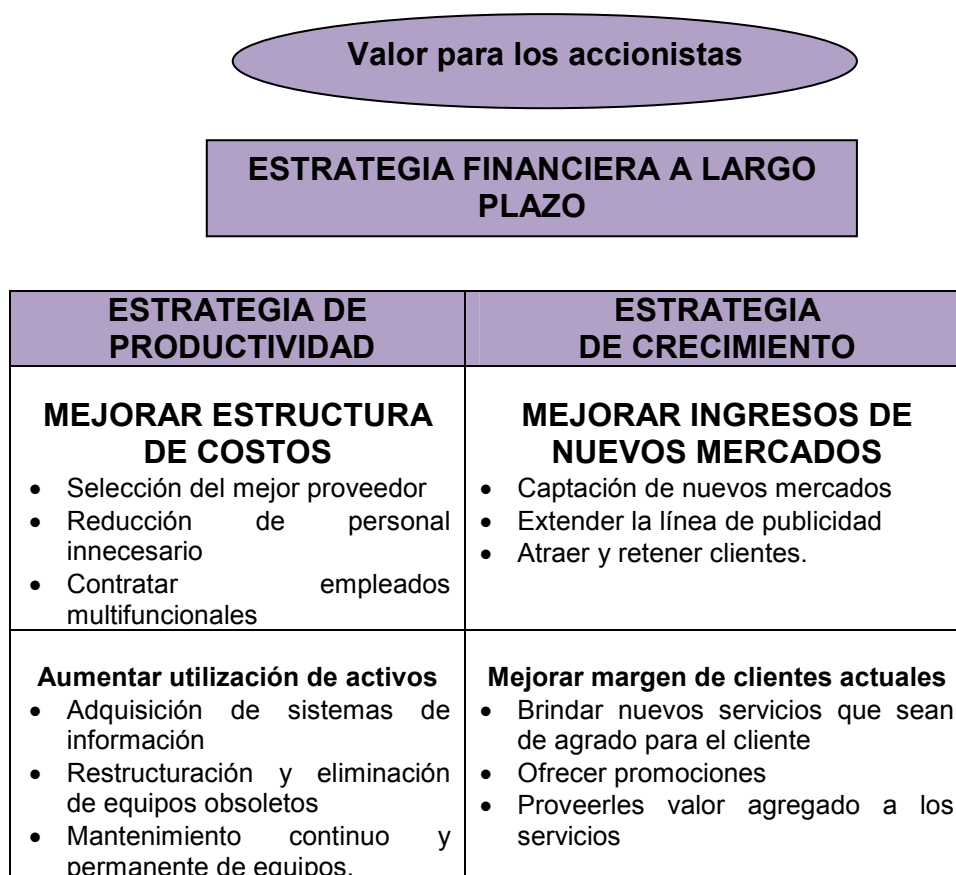 Valor para los accionistas
ESTRATEGIA FINANCIERA A LARGO
PLAZO
ESTRATEGIA DE
PRODUCTIVIDAD
ESTRATEGIA
DE CRECIMIENTO
MEJORAR ESTRUCTURA
DE COSTOS
• Selección del mejor proveedor
• Reducción de personal
innecesario
• Contratar empleados
multifuncionales
MEJORAR INGRESOS DE
NUEVOS MERCADOS
• Captación de nuevos mercados
• Extender la línea de publicidad
• Atraer y retener clientes.
Aumentar utilización de activos
• Adquisición de sistemas de
información
• Restructuración y eliminación
de equipos obsoletos
• Mantenimiento continuo y
permanente de equipos.
Mejorar margen de clientes actuales
• Brindar nuevos servicios que sean
de agrado para el cliente
• Ofrecer promociones
• Proveerles valor agregado a los
servicios